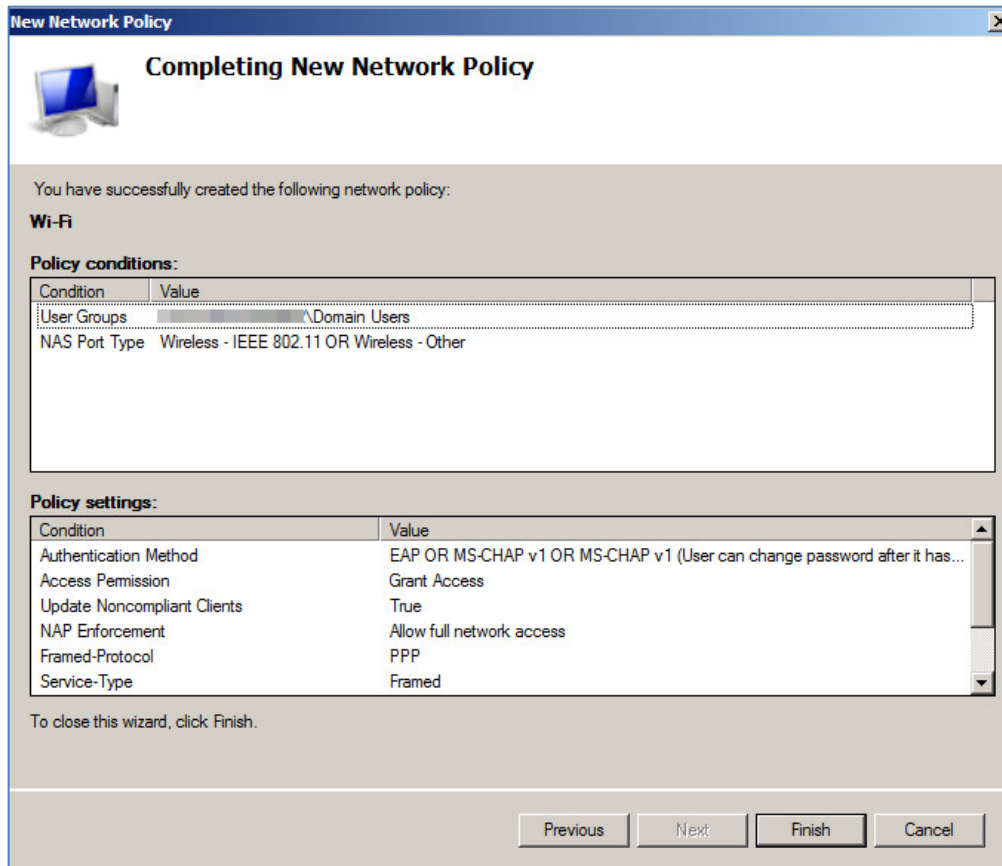 New Network Policy
Completing New Network Policy
You have successfully created the following network policy:
Wi-Fi
Policy conditions:
Condition Value
User Groups \Domain Users
NAS Port Type Wireless - IEEE 802.11 OR Wireless - Other
Policy settings:
Condition Value
Authentication Method EAP OR MS-CHAP v1 OR MS-CHAP v1 (User can change password after it has...
Access Permission Grant Access
Update Noncompliant Clients True
NAP Enforcement Allow full network access
Framed-Protocol PPP
Service-Type Framed
To close this wizard, click Finish.
Previous Next Finish Cancel